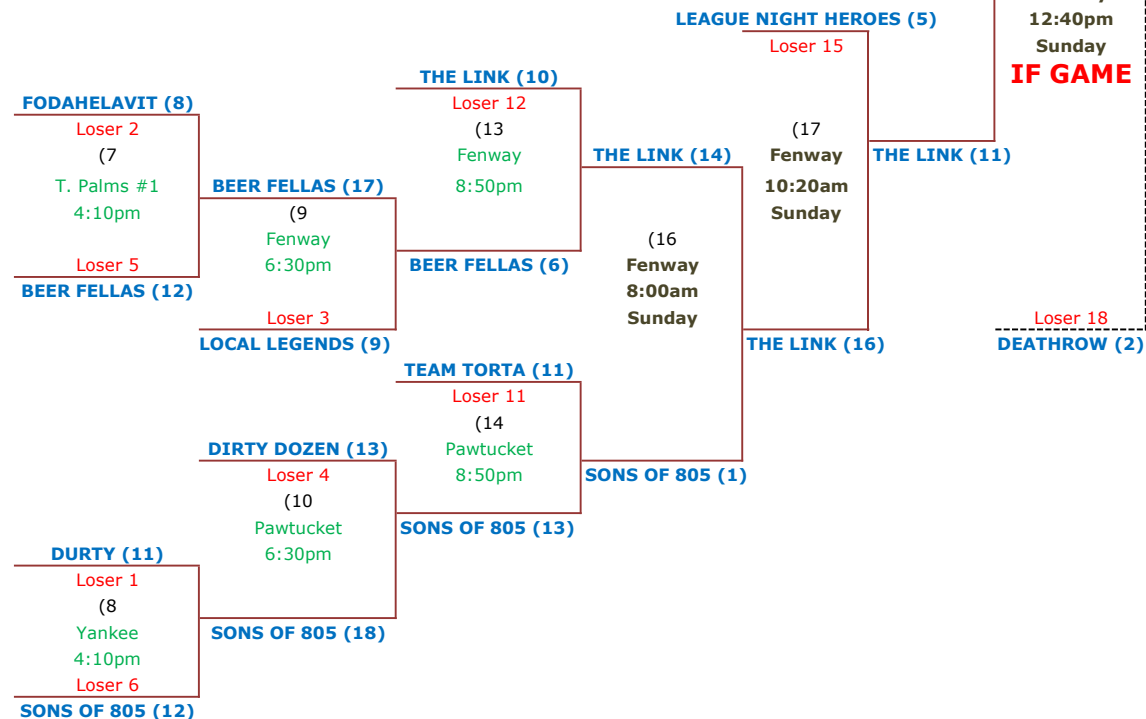 12:40pm
Sunday
IF GAME
LEAGUE NIGHT HEROES (5)
Loser 15
THE LINK (10)
Loser 12
(13
Fenway
8:50pm
FODAHELAVIT (8)
Loser 2
(7
T. Palms #1
4:10pm
Loser 5
BEER FELLAS (12)
BEER FELLAS (17)
(9
Fenway
6:30pm
Loser 3
LOCAL LEGENDS (9)
BEER FELLAS (6)
THE LINK (14)
(16
Fenway
8:00am
Sunday
(17
Fenway
10:20am
Sunday
THE LINK (11)
THE LINK (16)
Loser 18
DEATHROW (2)
TEAM TORTA (11)
Loser 11
(14
Pawtucket
8:50pm
SONS OF 805 (1)
DIRTY DOZEN (13)
Loser 4
(10
Pawtucket
6:30pm
SONS OF 805 (13)
DURTY (11)
Loser 1
(8
Yankee
4:10pm
Loser 6
SONS OF 805 (12)
SONS OF 805 (18)